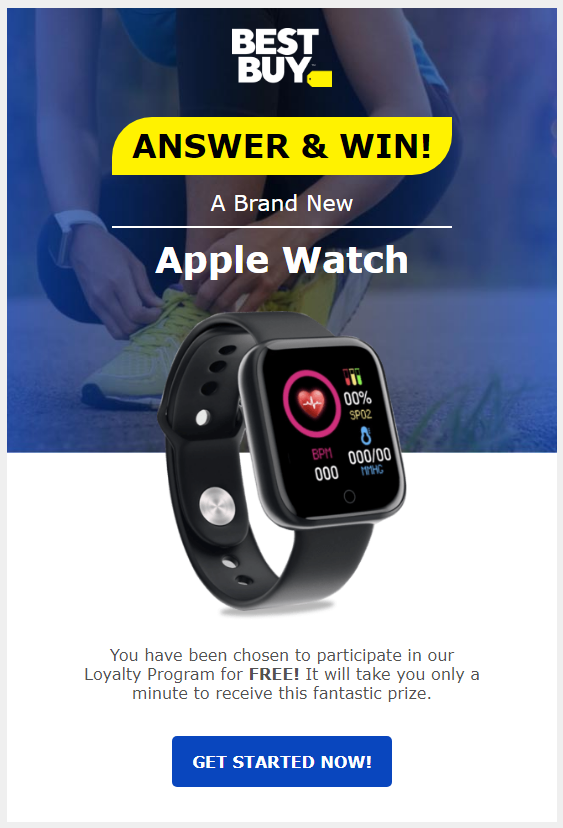 BEST
BUY
ANSWER & WIN!
A Brand New
Apple Watch
00%
SPO2
BPM
000/00
000
MMHG
You have been chosen to participate in our
Loyalty Program for FREE! It will take you only a
minute to receive this fantastic prize.
GET STARTED NOW!